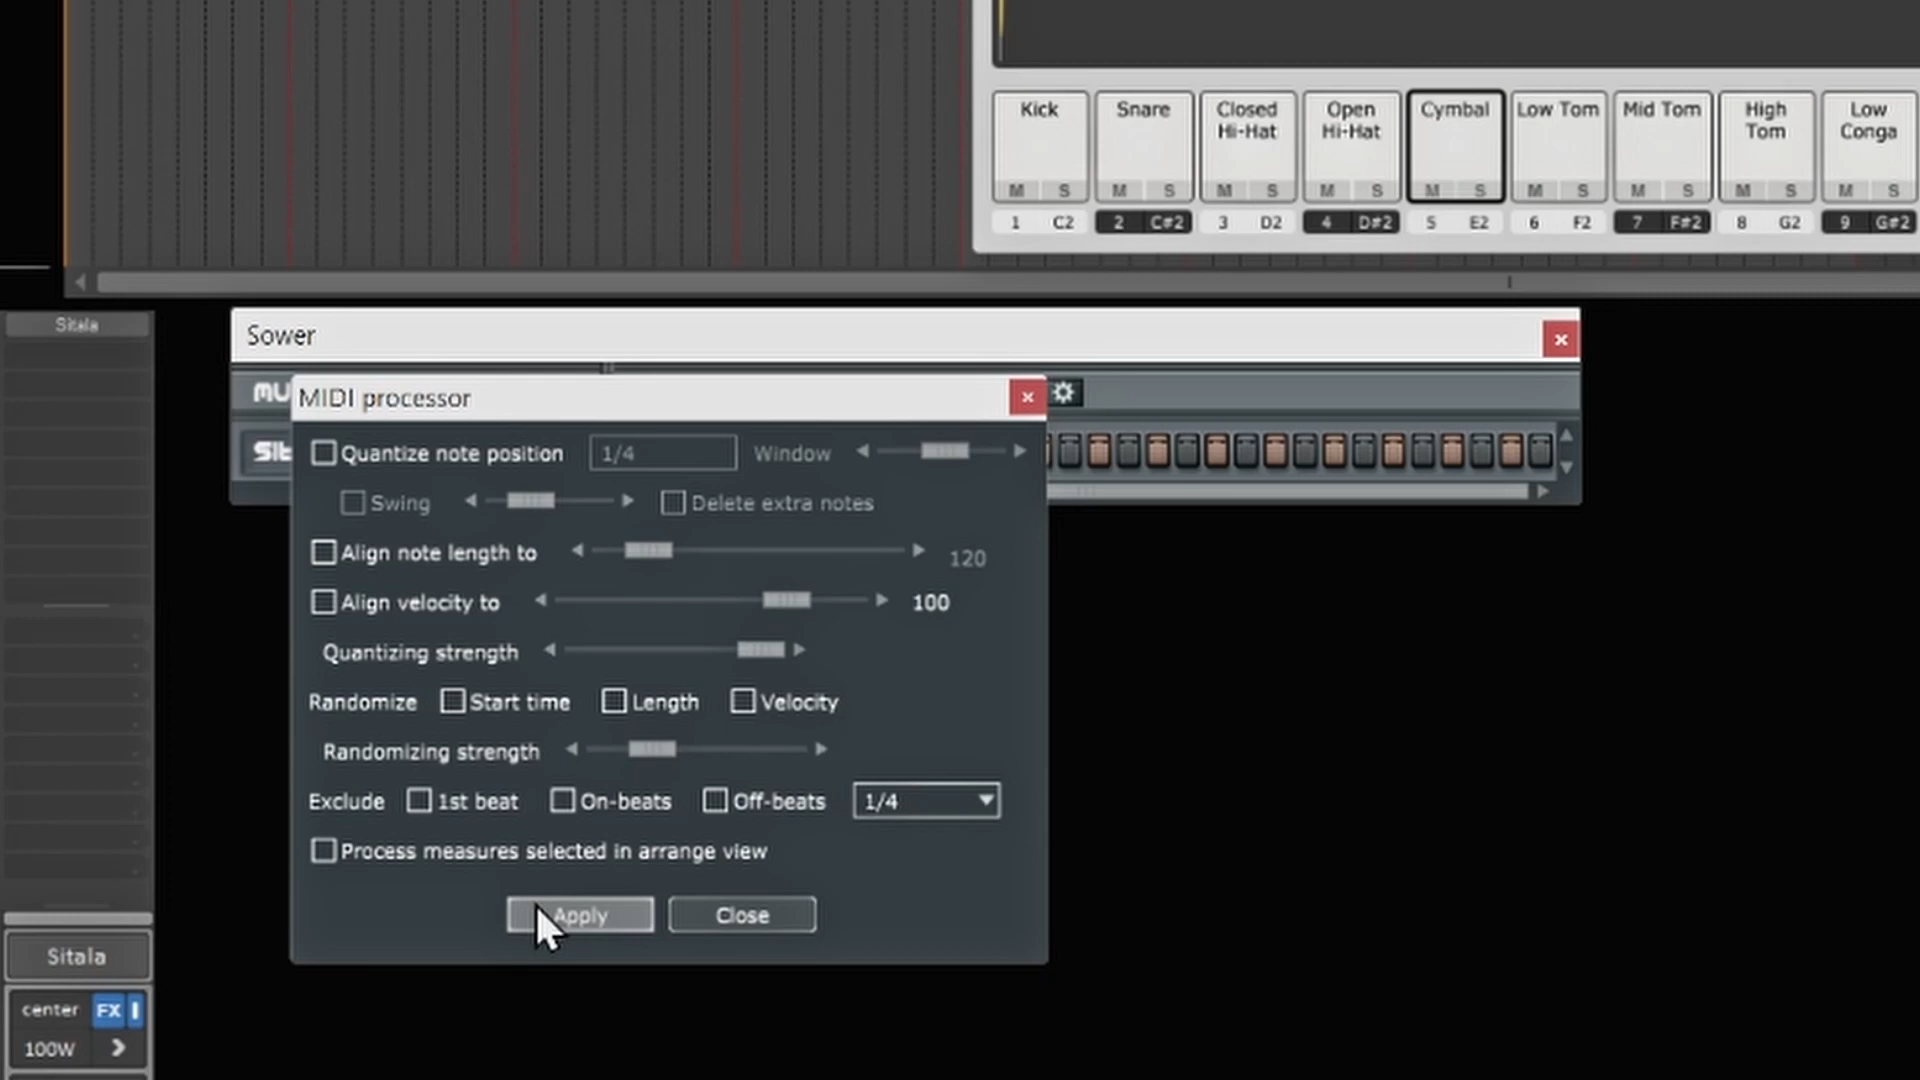 Kick Snare Closed Hi-Hat Open Hi-Hat Cymbal Low Tom Mid Tom High Tom Low Conga
M S M S M S M S M S M S M S M S M S
1 C2 2 C#2 3 D2 4 D#2 5 E2 6 F2 7 F#2 8 G2 9 G#2
Sitala
Sower
MU
MIDI processor
Sit
Quantize note position 1/4 Window
Swing Delete extra notes
Align note length to 120
Align velocity to 100
Quantizing strength
Randomize Start time Length Velocity
Randomizing strength
Exclude 1st beat On-beats Off-beats 1/4
Process measures selected in arrange view
Apply Close
Sitala
center FX
100W